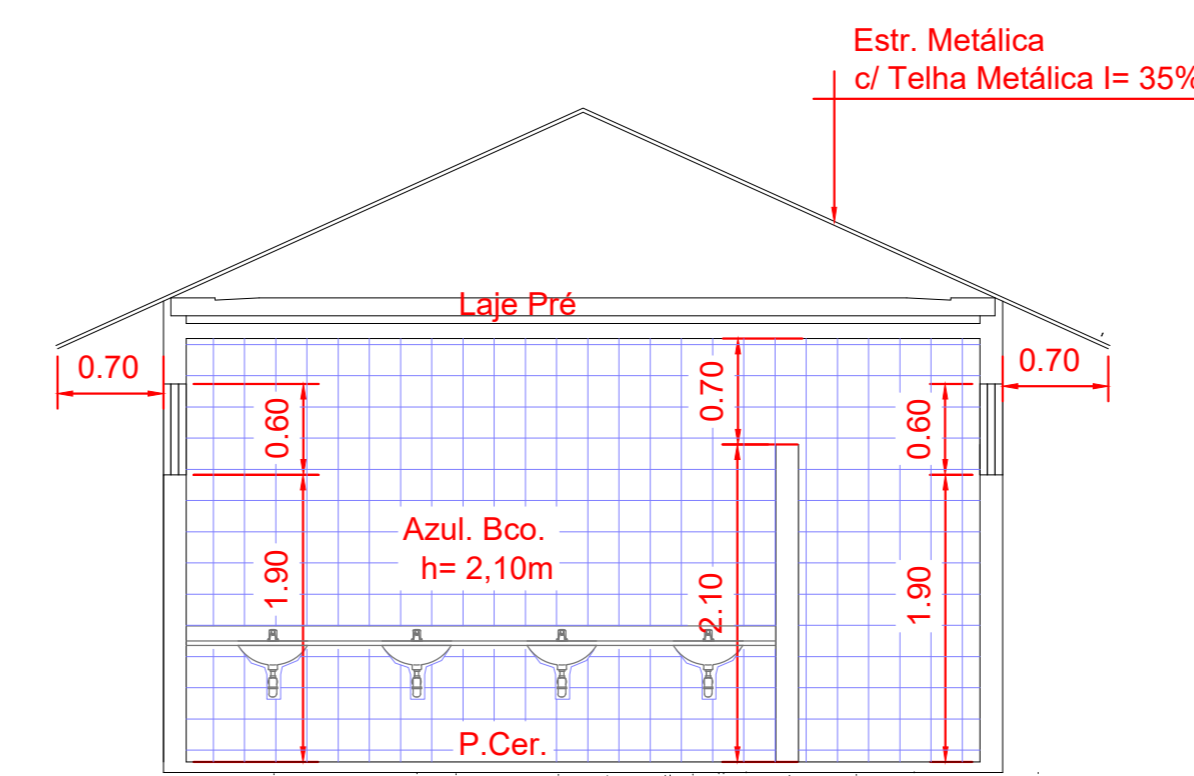 Estr. Metálica
c/ Telha Metálica I= 35%
Laje Pré
0.70
0.70
0.70
0.60
0.60
Azul. Bco.
h= 2,10m
1.90
2.10
1.90
P.Cer.